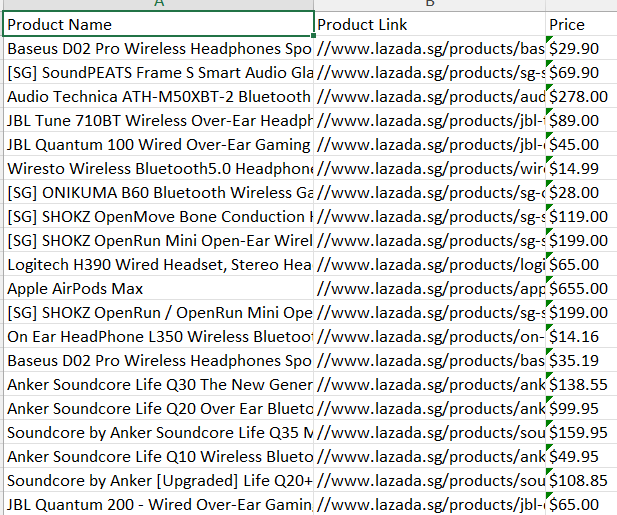 A B
Product Name Product Link Price
Baseus D02 Pro Wireless Headphones Spo //www.lazada.sg/products/bas $29.90
[SG] SoundPEATS Frame S Smart Audio Gla //www.lazada.sg/products/sg-s $69.90
Audio Technica ATH-M50XBT-2 Bluetooth //www.lazada.sg/products/aud $278.00
JBL Tune 710BT Wireless Over-Ear Headph //www.lazada.sg/products/jbl-t $89.00
JBL Quantum 100 Wired Over-Ear Gaming //www.lazada.sg/products/jbl- $45.00
Wiresto Wireless Bluetooth5.0 Headphone //www.lazada.sg/products/wire $14.99
[SG] ONIKUMA B60 Bluetooth Wireless Ga //www.lazada.sg/products/sg-o $28.00
[SG] SHOKZ OpenMove Bone Conduction //www.lazada.sg/products/sg-s $119.00
[SG] SHOKZ OpenRun Mini Open-Ear Wirel //www.lazada.sg/products/sg-s $199.00
Logitech H390 Wired Headset, Stereo Hea //www.lazada.sg/products/logi $65.00
Apple AirPods Max //www.lazada.sg/products/app $655.00
[SG] SHOKZ OpenRun / OpenRun Mini Ope //www.lazada.sg/products/sg-s $199.00
On Ear HeadPhone L350 Wireless Bluetoot //www.lazada.sg/products/on- $14.16
Baseus D02 Pro Wireless Headphones Spo //www.lazada.sg/products/bas $35.19
Anker Soundcore Life Q30 The New Gener //www.lazada.sg/products/ank $138.55
Anker Soundcore Life Q20 Over Ear Blueto //www.lazada.sg/products/ank $99.95
Soundcore by Anker Soundcore Life Q35 M //www.lazada.sg/products/sou $159.95
Anker Soundcore Life Q10 Wireless Blueto //www.lazada.sg/products/ank $49.95
Soundcore by Anker [Upgraded] Life Q20+ //www.lazada.sg/products/sou $108.85
JBL Quantum 200 - Wired Over-Ear Gamin //www.lazada.sg/products/jbl- $65.00